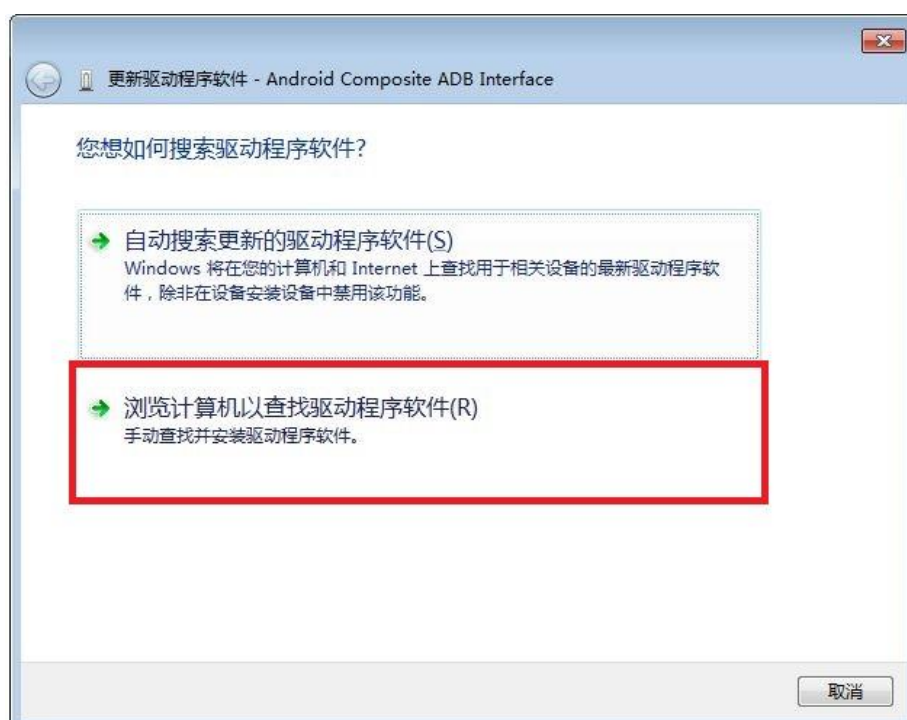 更新驱动程序软件 - Android Composite ADB Interface
您想如何搜索驱动程序软件?
自动搜索更新的驱动程序软件(S)
Windows 将在您的计算机和 Internet 上查找用于相关设备的最新驱动程序软
件，除非在设备安装设备中禁用该功能。
浏览计算机以查找驱动程序软件(R)
手动查找并安装驱动程序软件。
取消